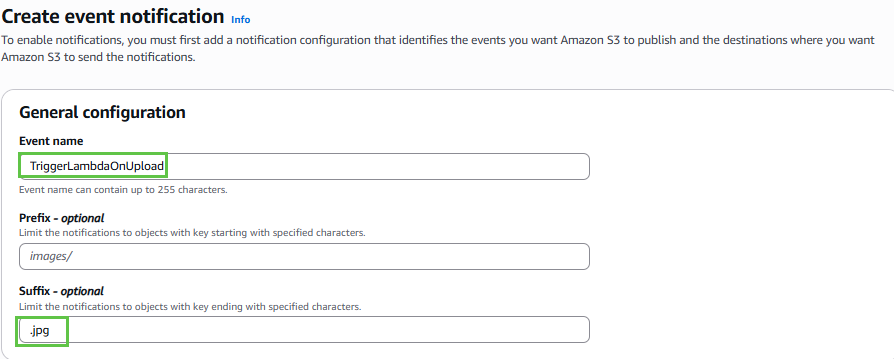 Create event notification Info
To enable notifications, you must first add a notification configuration that identifies the events you want Amazon S3 to publish and the destinations where you want
Amazon S3 to send the notifications.
General configuration
Event name
TriggerLambdaOnUpload
Event name can contain up to 255 characters.
Prefix - optional
Limit the notifications to objects with key starting with specified characters.
images/
Suffix - optional
Limit the notifications to objects with key ending with specified characters.
.jpg